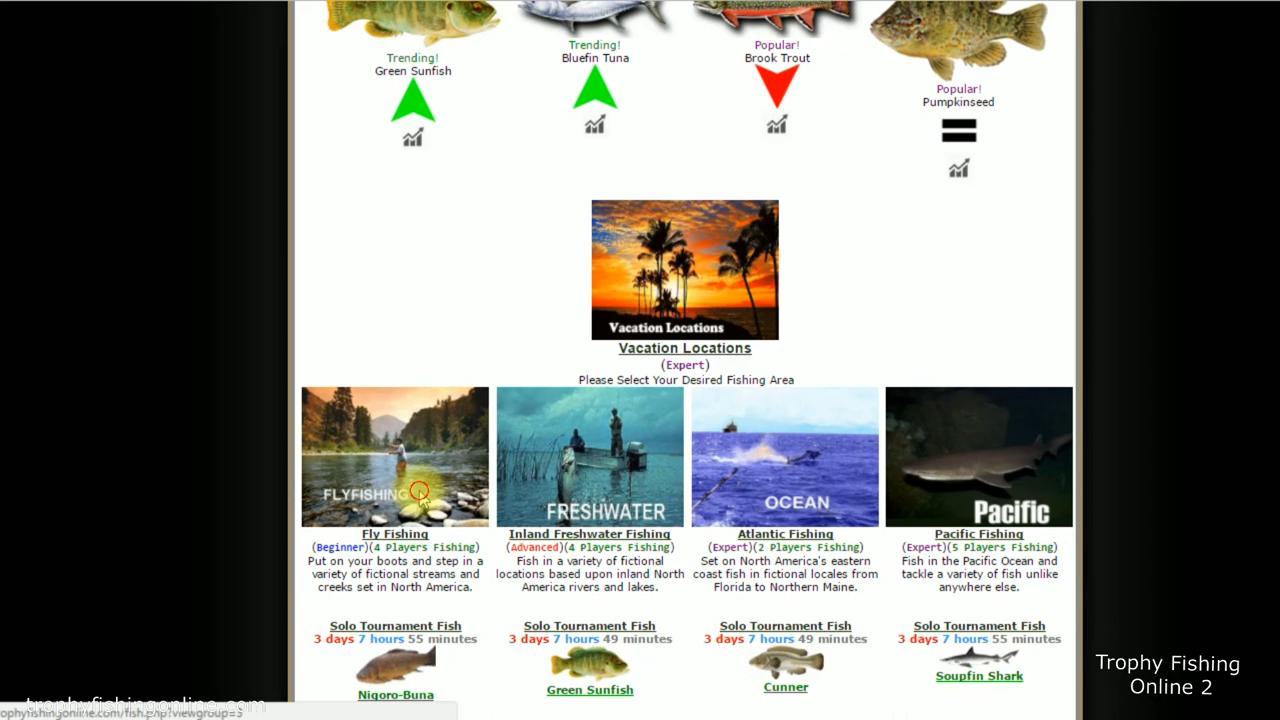 Trending!
Green Sunfish
Trending!
Bluefin Tuna
Popular!
Brook Trout
Popular!
Pumpkinseed
Vacation Locations
Vacation Locations
(Expert)
Please Select Your Desired Fishing Area
FLYFISHING
FRESHWATER
OCEAN
Pacific
Fly Fishing
(Beginner)(4 Players Fishing)
Put on your boots and step in a
variety of fictional streams and
creeks set in North America.
Inland Freshwater Fishing
(Advanced)(4 Players Fishing)
Fish in a variety of fictional
locations based upon inland North
America rivers and lakes.
Atlantic Fishing
(Expert)(2 Players Fishing)
Set on North America's eastern
coast fish in fictional locales from
Florida to Northern Maine.
Pacific Fishing
(Expert)(5 Players Fishing)
Fish in the Pacific Ocean and
tackle a variety of fish unlike
anywhere else.
Solo Tournament Fish
3 days 7 hours 55 minutes
Nigoro-Buna
Solo Tournament Fish
3 days 7 hours 49 minutes
Green Sunfish
Solo Tournament Fish
3 days 7 hours 49 minutes
Cunner
Solo Tournament Fish
3 days 7 hours 55 minutes
Soupfin Shark
Trophy Fishing
Online 2
trophyfishingonline.com